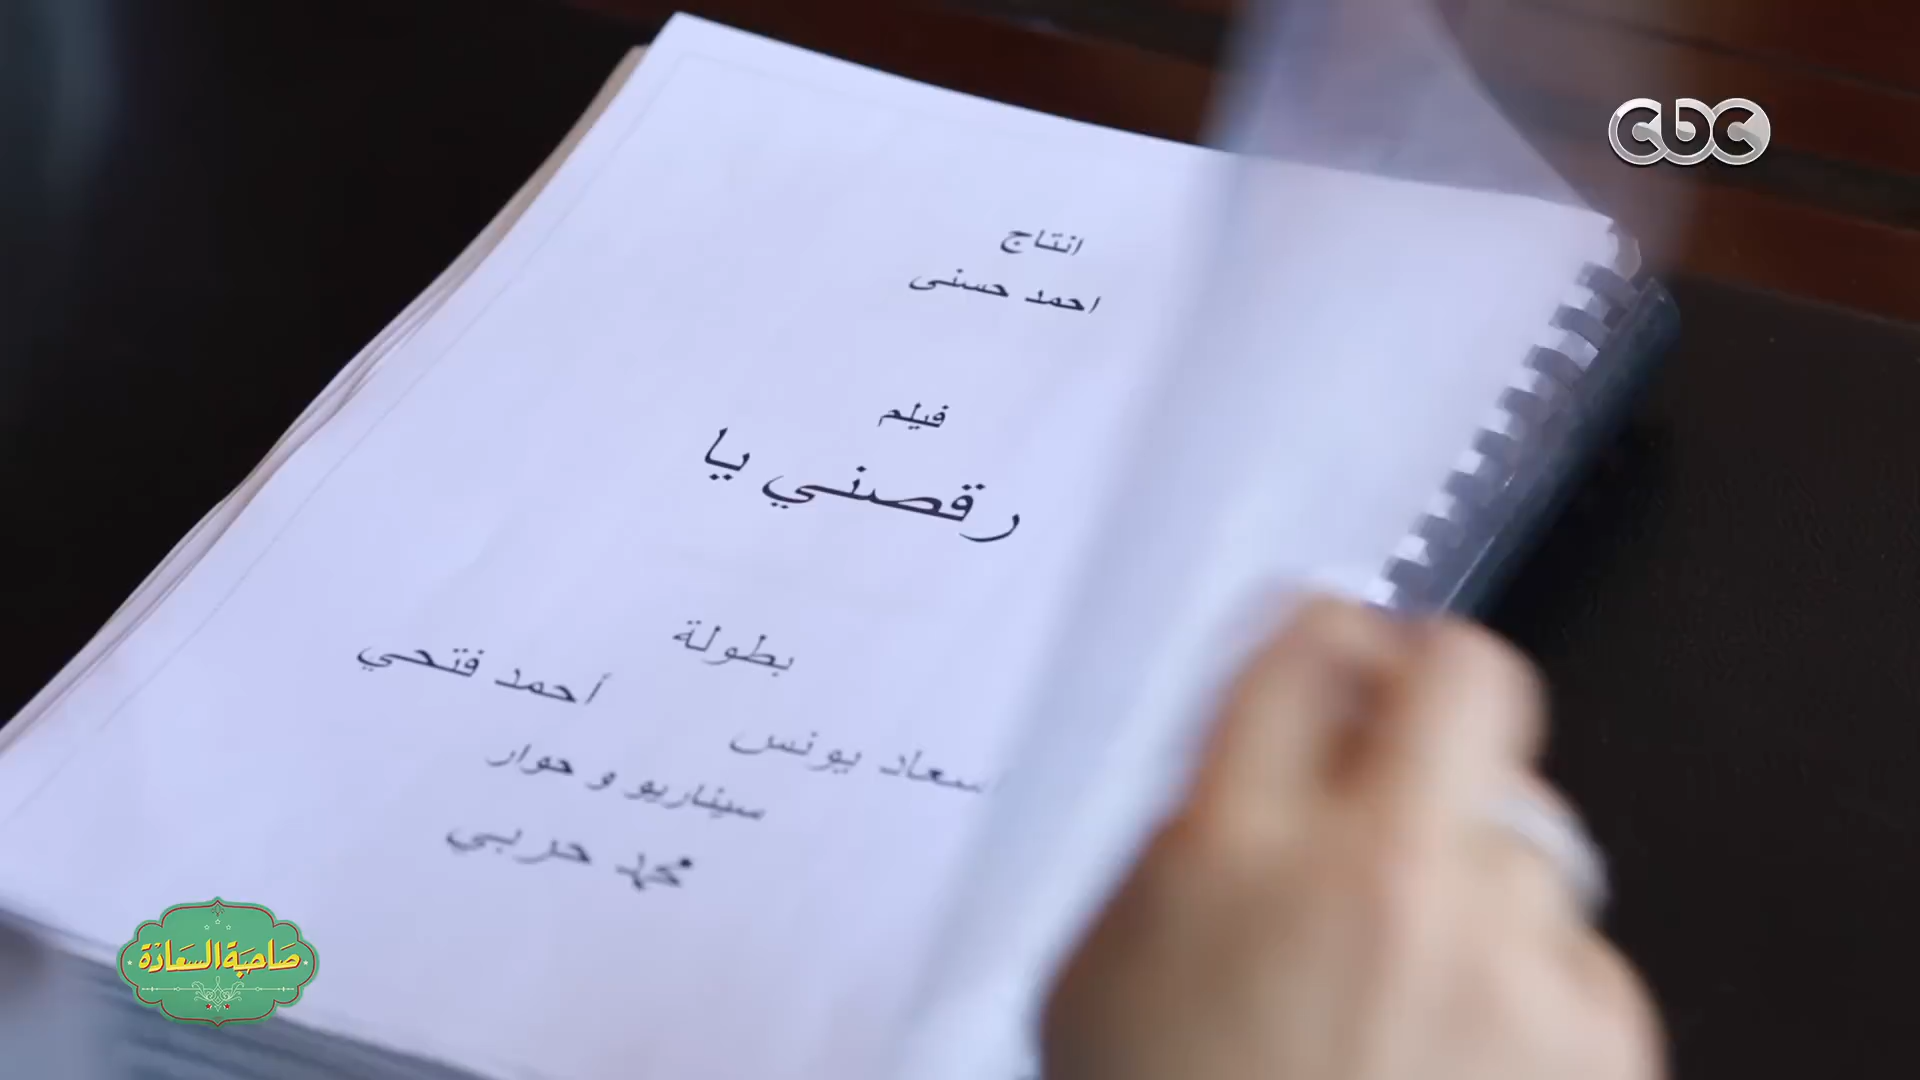 cbc
انتاج
احمد حسنى
فيلم
رقصني يا
بطولة
سعاد يونس
أحمد فتحي
سيناريو و حوار
محمد حربي
صاحبة السعادة